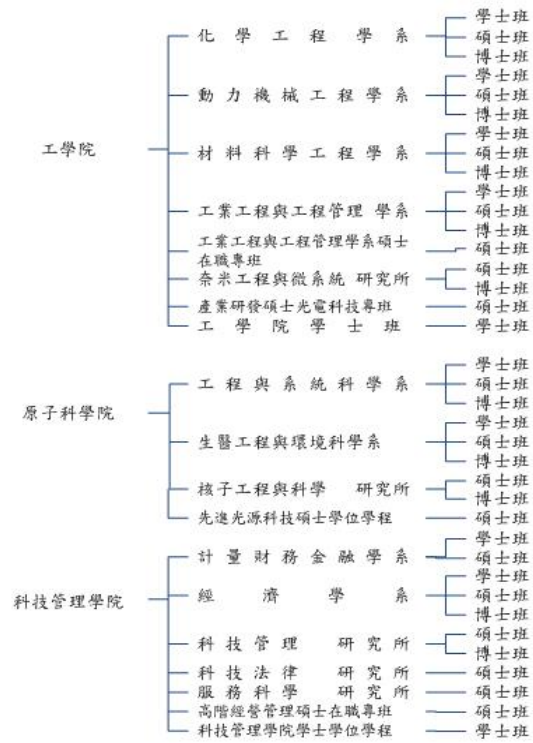 工學院
化學工程學系
學士班
碩士班
博士班
動力機械工程學系
學士班
碩士班
博士班
材料科學工程學系
學士班
碩士班
博士班
工業工程與工程管理 學系
學士班
碩士班
博士班
工業工程與工程管理學系碩士
在職專班
碩士班
奈米工程與微系統 研究所
碩士班
博士班
產業研發碩士光電科技專班
碩士班
工學院學士班
學士班
原子科學院
工程與系統科學系
學士班
碩士班
博士班
生醫工程與環境科學系
學士班
碩士班
博士班
核子工程與科學 研究所
碩士班
博士班
先進光源科技碩士學位學程
碩士班
科技管理學院
計量財務金融學系
學士班
碩士班
經濟學系
學士班
碩士班
博士班
科技管理 研究所
碩士班
博士班
科技法律 研究所
碩士班
服務科學 研究所
碩士班
高階經營管理碩士在職專班
碩士班
科技管理學院學士學位學程
學士班